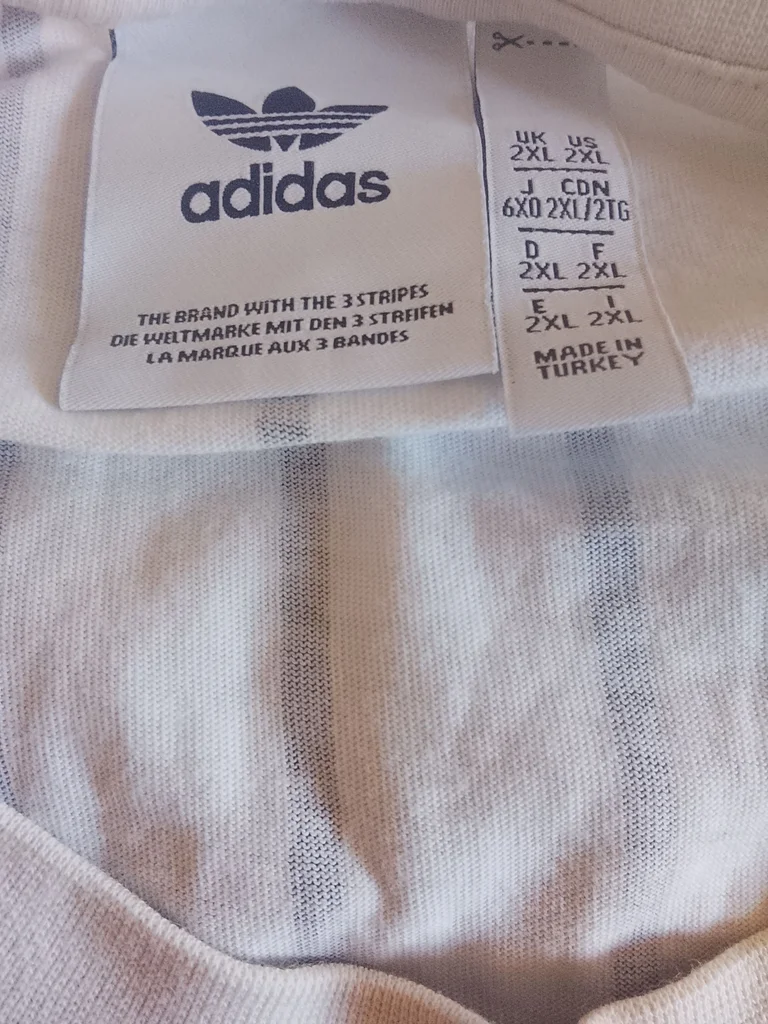 adidas
THE BRAND WITH THE 3 STRIPES
DIE WELTMARKE MIT DEN 3 STREIFEN
LA MARQUE AUX 3 BANDES
UK US
2XL 2XL
J CDN
6XO 2XL/2TG
D F
2XL 2XL
E I
2XL 2XL
MADE IN
TURKEY